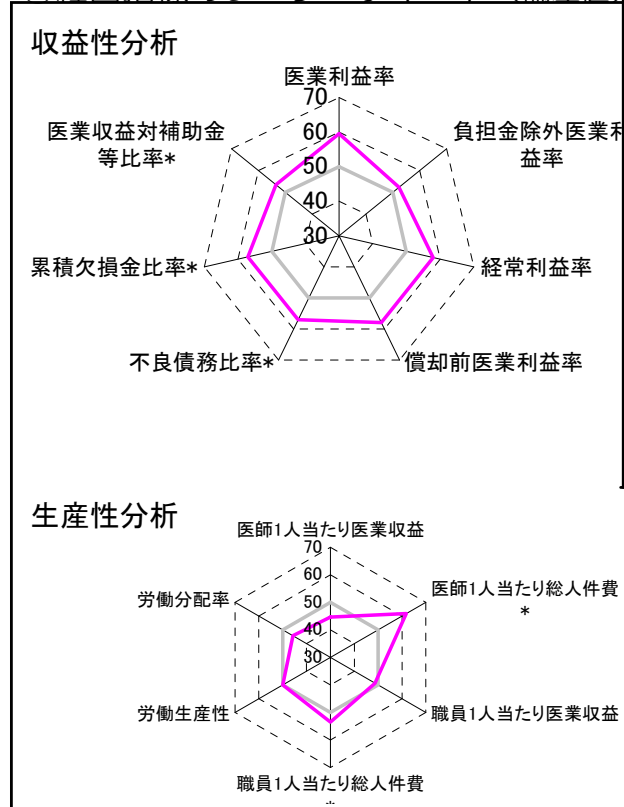 収益性分析
医業利益率
70
60
50
40
30
負担金除外医業利
益率
経常利益率
償却前医業利益率
不良債務比率*
累積欠損金比率*
医業収益対補助金
等比率*
生産性分析
医師1人当たり医業収益
70
60
50
40
30
医師1人当たり総人件費
*
職員1人当たり医業収益
職員1人当たり総人件費
*
労働生産性
労働分配率